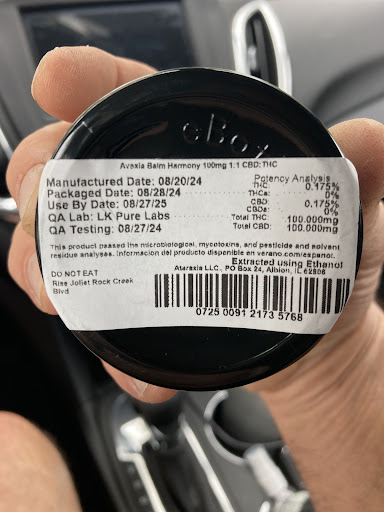 Avexia Balm Harmony 100mg 1:1 CBD:THC
Manufactured Date: 08/20/24
Packaged Date: 08/28/24
Use By Date: 08/27/25
QA Lab: LK Pure Labs
QA Testing: 08/27/24
Potency Analysis
THC: 0.175%
THCa: 0%
CBD: 0.175%
CBDa: 0%
Total THC: 100.000mg
Total CBD: 100.000mg
This product passed the microbiological, mycotoxins, and pesticide and solvent
residue analyses. Informacion del producto disponible en verano.com/espanol.
Extracted using Ethanol
DO NOT EAT
Rise Joliet Rock Creek
Blvd
Ataraxia LLC., PO Box 24, Albion, IL 62806
0725 0091 2173 5768